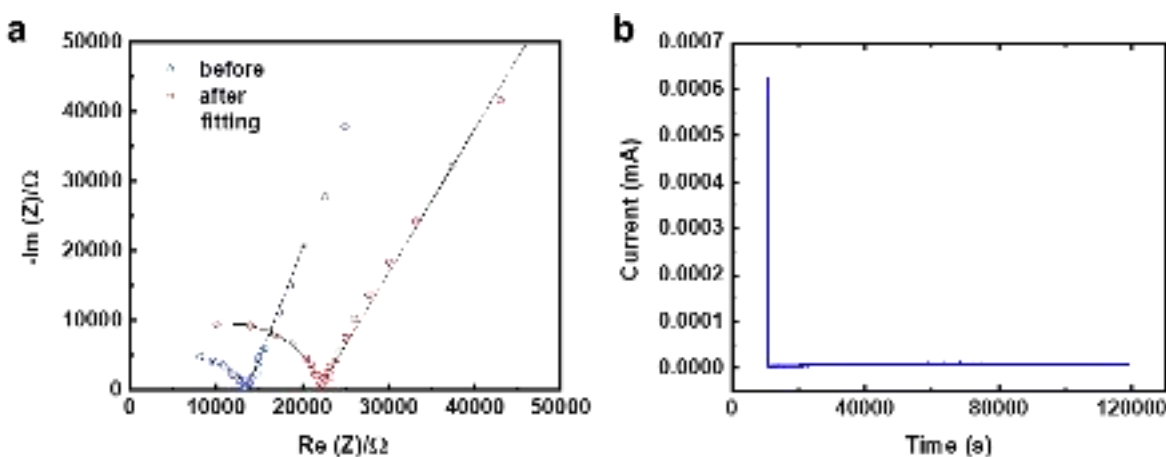 a
50000
40000
30000
20000
10000
0
-Im (Z)/Ω
before
after
fitting
0 10000 20000 30000 40000 50000
Re (Z)/Ω
b
0.0007
0.0006
0.0005
0.0004
0.0003
0.0002
0.0001
0.0000
Current (mA)
0 40000 80000 120000
Time (s)